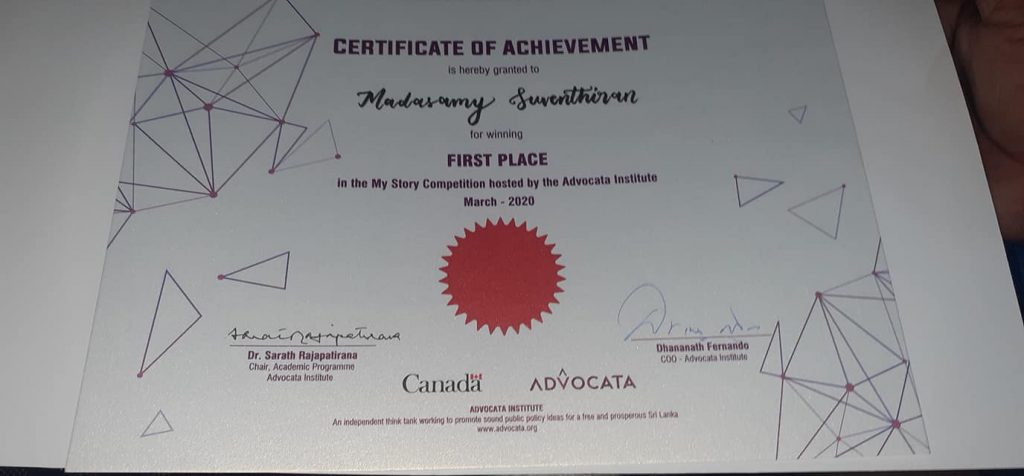 CERTIFICATE OF ACHIEVEMENT
is hereby granted to
Madasamy Suventhiran
for winning
FIRST PLACE
in the My Story Competition hosted by the Advocata Institute
March - 2020
Dr. Sarath Rajapatirana
Chair, Academic Programme
Advocata Institute
Dhananath Fernando
COO - Advocata Institute
Canada
ADVOCATA
ADVOCATA INSTITUTE
An independent think tank working to promote sound public policy ideas for a free and prosperous Sri Lanka
www.advocata.org